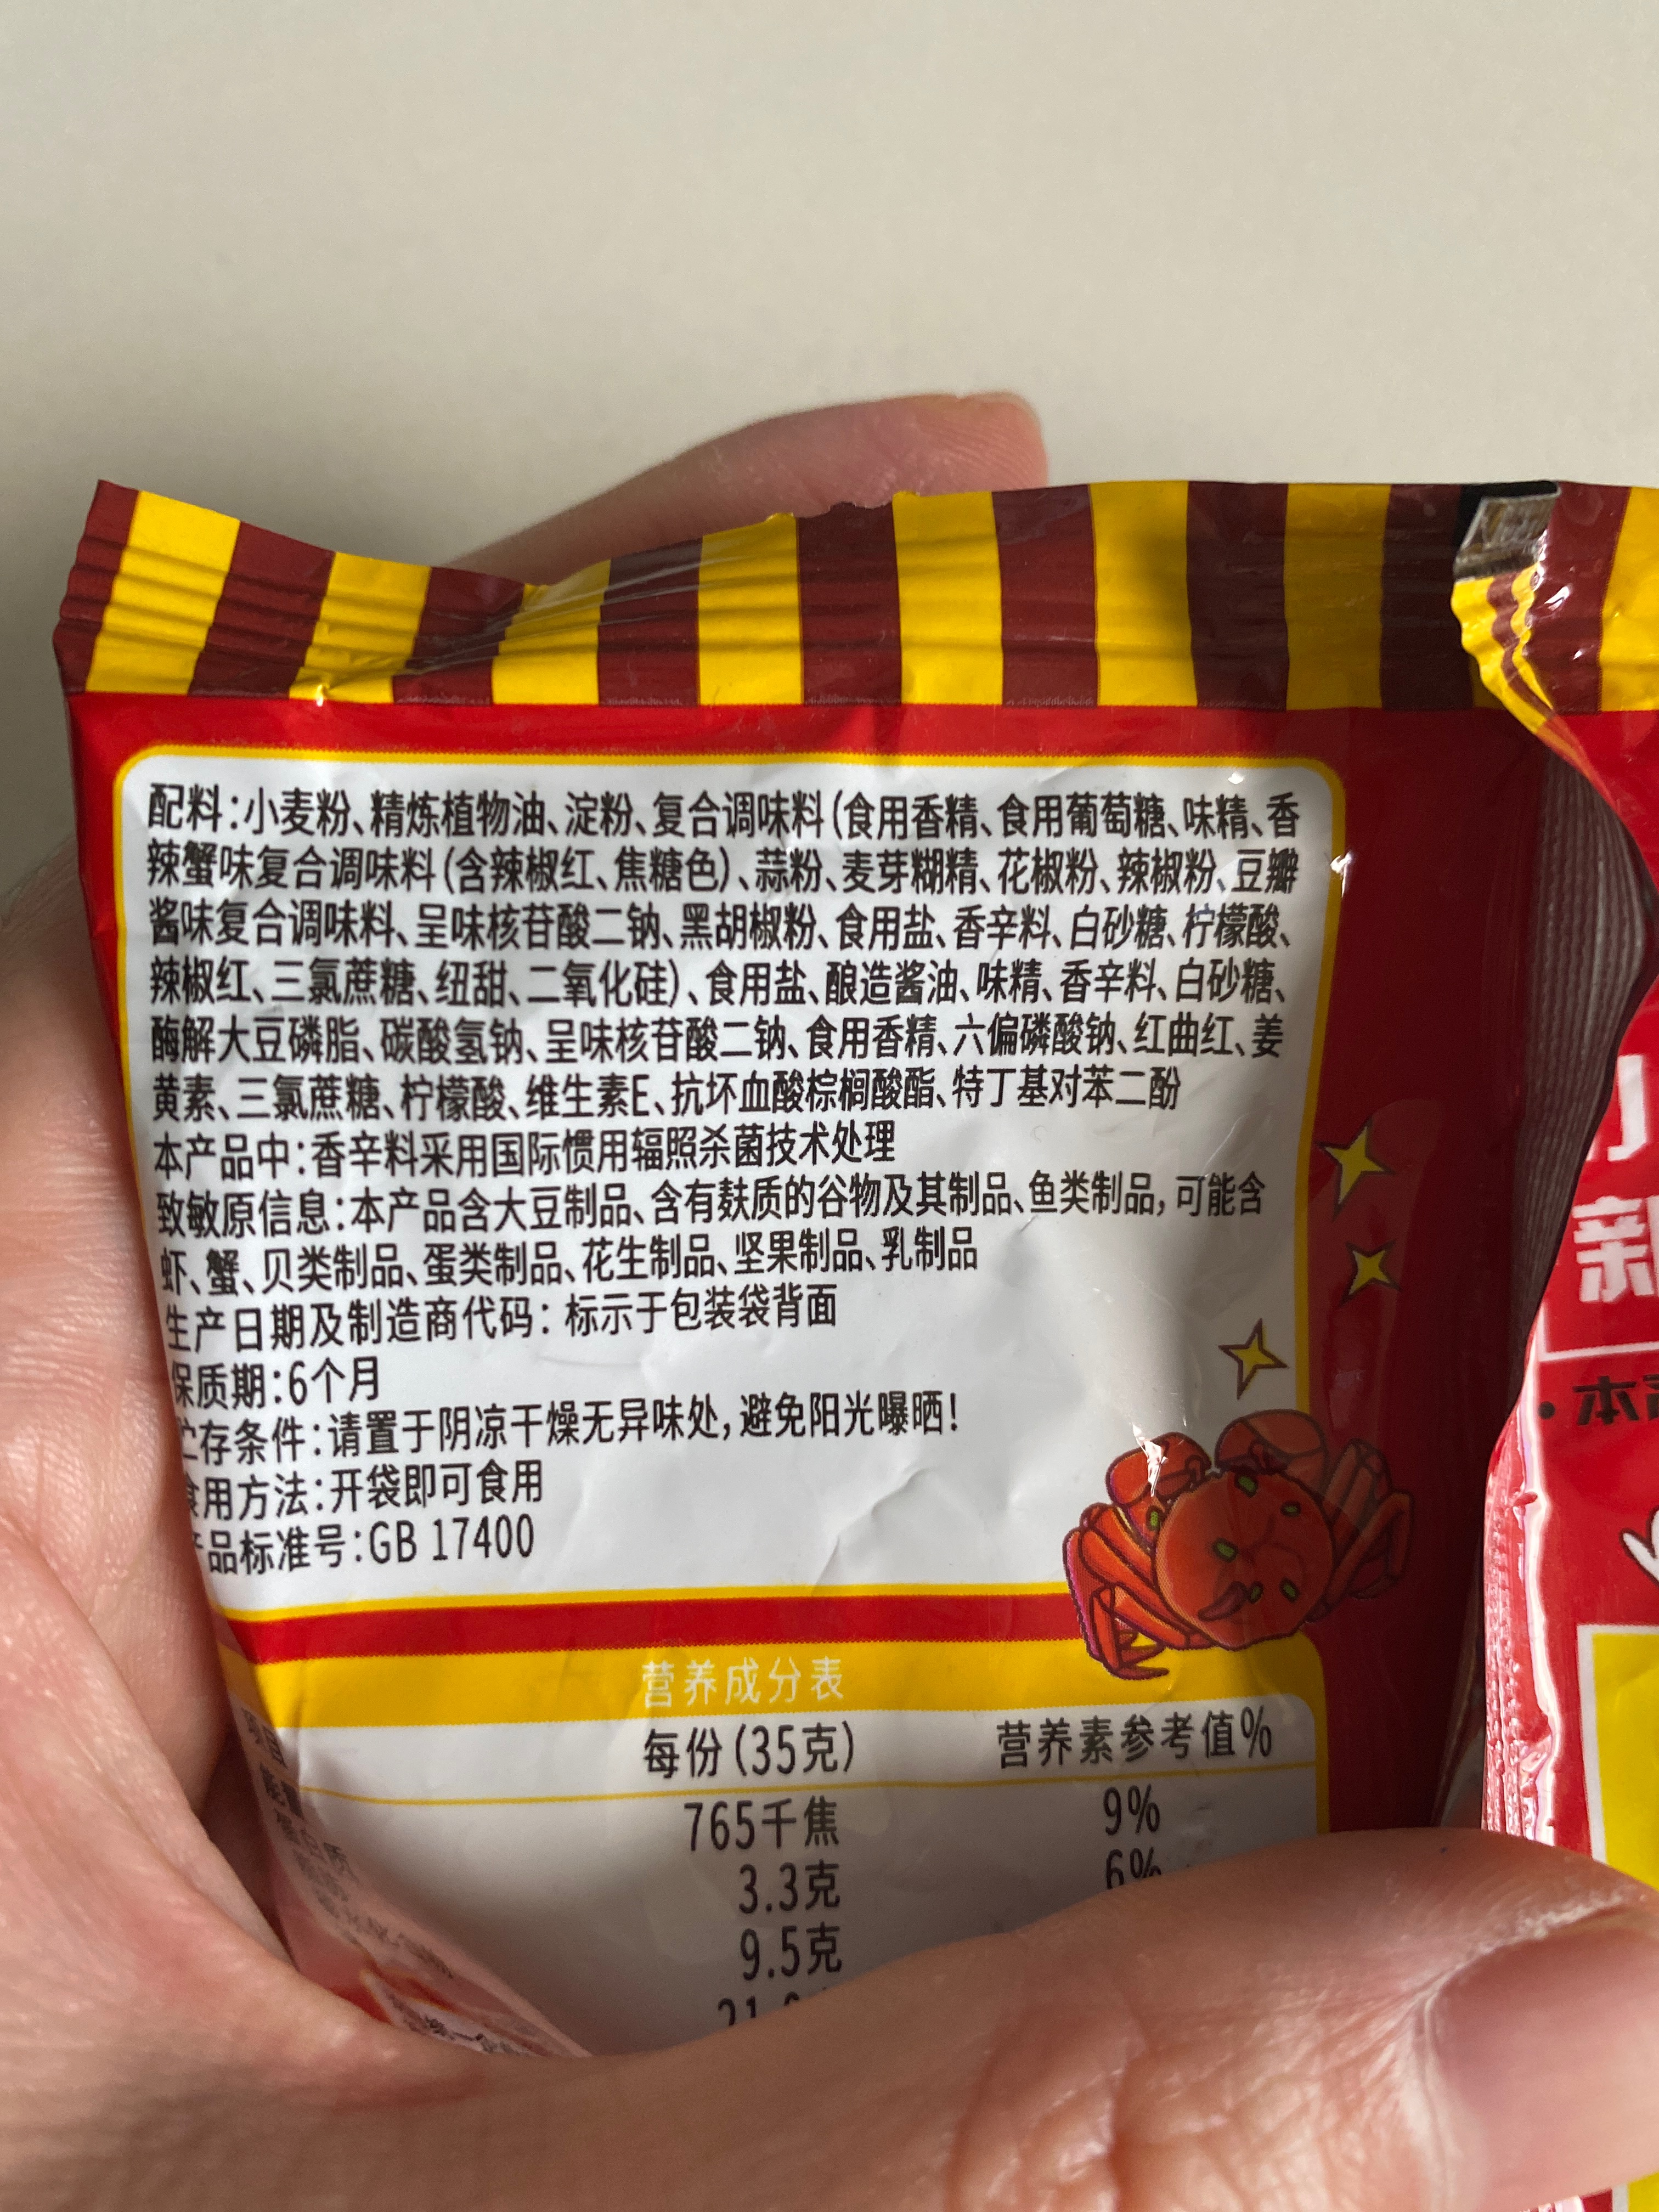 配料:小麦粉、精炼植物油、淀粉、复合调味料(食用香精、食用葡萄糖、味精、香
辣蟹味复合调味料(含辣椒红、焦糖色)、蒜粉、麦芽糊精、花椒粉、辣椒粉、豆瓣
酱味复合调味料、呈味核苷酸二钠、黑胡椒粉、食用盐、香辛料、白砂糖、柠檬酸、
辣椒红、三氯蔗糖、纽甜、二氧化硅)、食用盐、酿造酱油、味精、香辛料、白砂糖、
酶解大豆磷脂、碳酸氢钠、呈味核苷酸二钠、食用香精、六偏磷酸钠、红曲红、姜
黄素、三氯蔗糖、柠檬酸、维生素E、抗坏血酸棕榈酸酯、特丁基对苯二酚
本产品中:香辛料采用国际惯用辐照杀菌技术处理
致敏原信息:本产品含大豆制品、含有麸质的谷物及其制品、鱼类制品,可能含
虾、蟹、贝类制品、蛋类制品、花生制品、坚果制品、乳制品
生产日期及制造商代码:标示于包装袋背面
保质期:6个月
贮存条件:请置于阴凉干燥无异味处,避免阳光曝晒!
食用方法:开袋即可食用
产品标准号:GB 17400
营养成分表
项目 每份(35克) 营养素参考值%
能量 765千焦 9%
蛋白质 3.3克 6%
9.5克
新
本